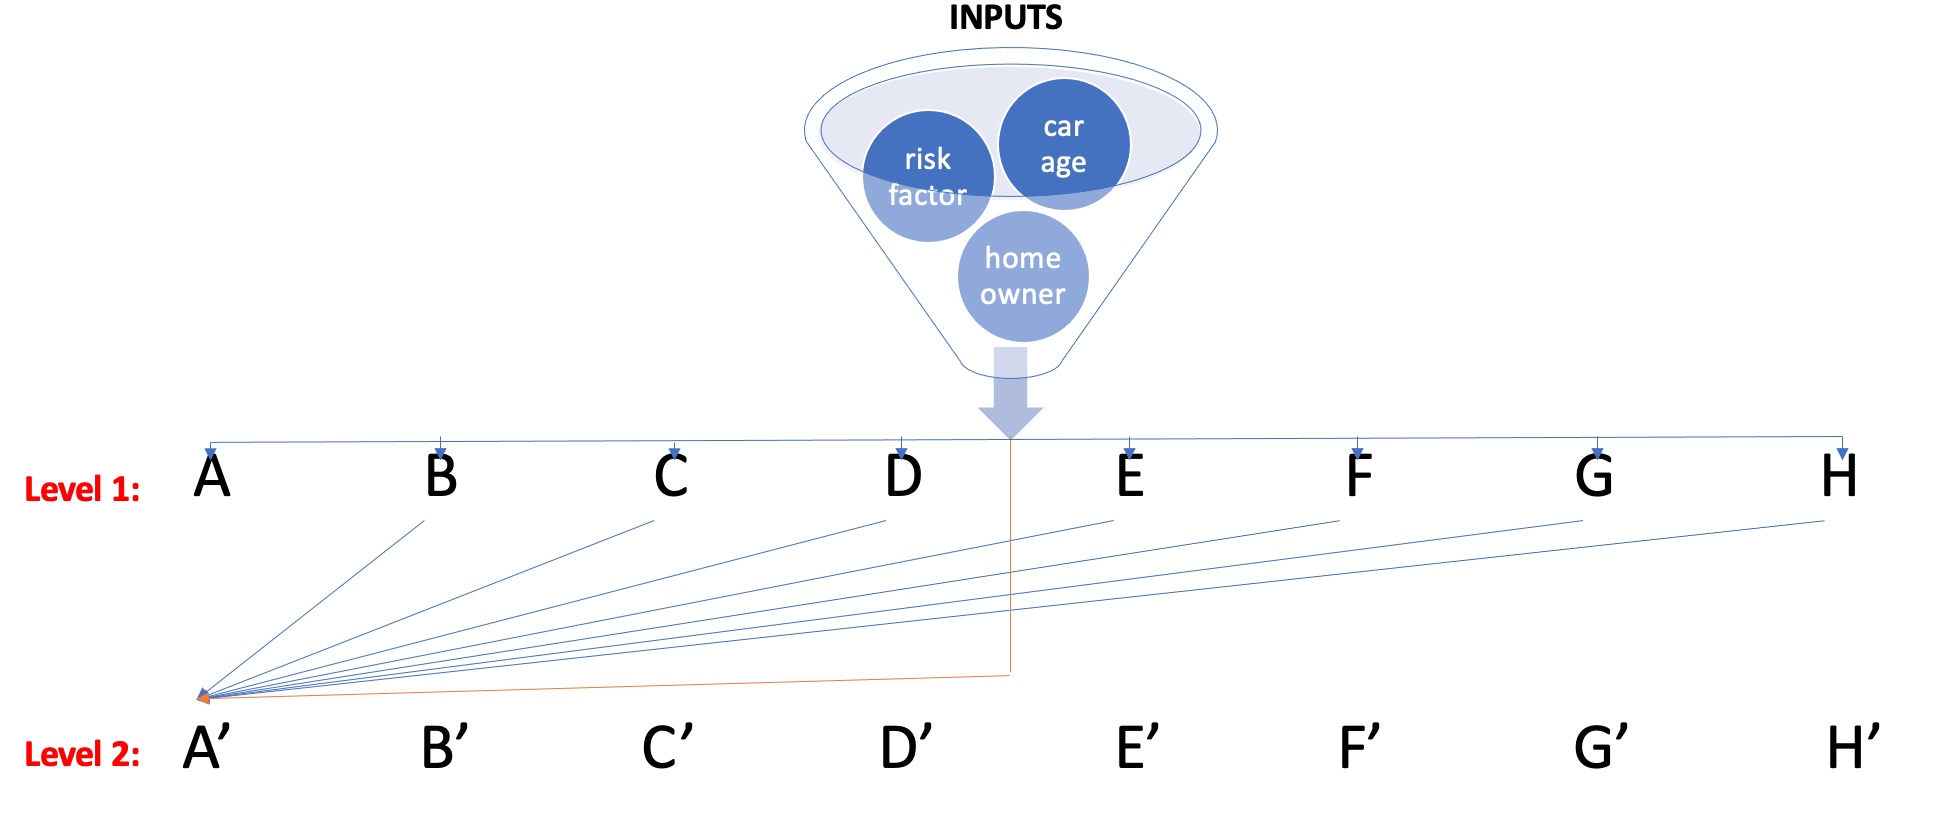 INPUTS
car
age
risk
factor
home
owner
Level 1: A B C D E F G H
Level 2: A’ B’ C’ D’ E’ F’ G’ H’